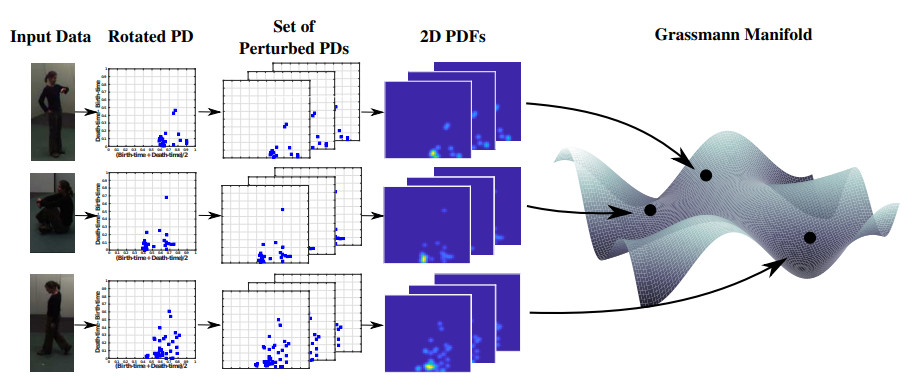 Input Data
Rotated PD
Set of
Perturbed PDs
2D PDFs
Grassmann Manifold
Death-time - Birth-time
(Birth-time + Death-time)/2
Death-time - Birth-time
(Birth-time + Death-time)/2
Death-time - Birth-time
(Birth-time + Death-time)/2